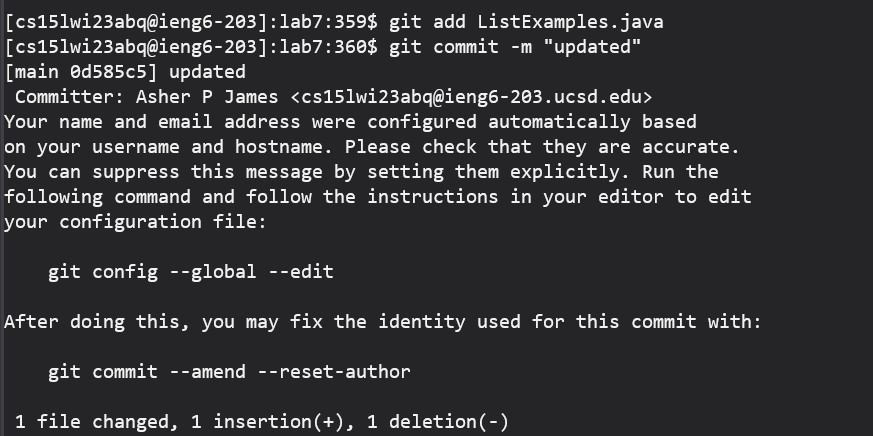 [cs15lwi23abq@ieng6-203]:lab7:359$ git add ListExamples.java
[cs15lwi23abq@ieng6-203]:lab7:360$ git commit -m "updated"
[main 0d585c5] updated
 Committer: Asher P James <cs15lwi23abq@ieng6-203.ucsd.edu>
Your name and email address were configured automatically based
on your username and hostname. Please check that they are accurate.
You can suppress this message by setting them explicitly. Run the
following command and follow the instructions in your editor to edit
your configuration file:

    git config --global --edit

After doing this, you may fix the identity used for this commit with:

    git commit --amend --reset-author

 1 file changed, 1 insertion(+), 1 deletion(-)